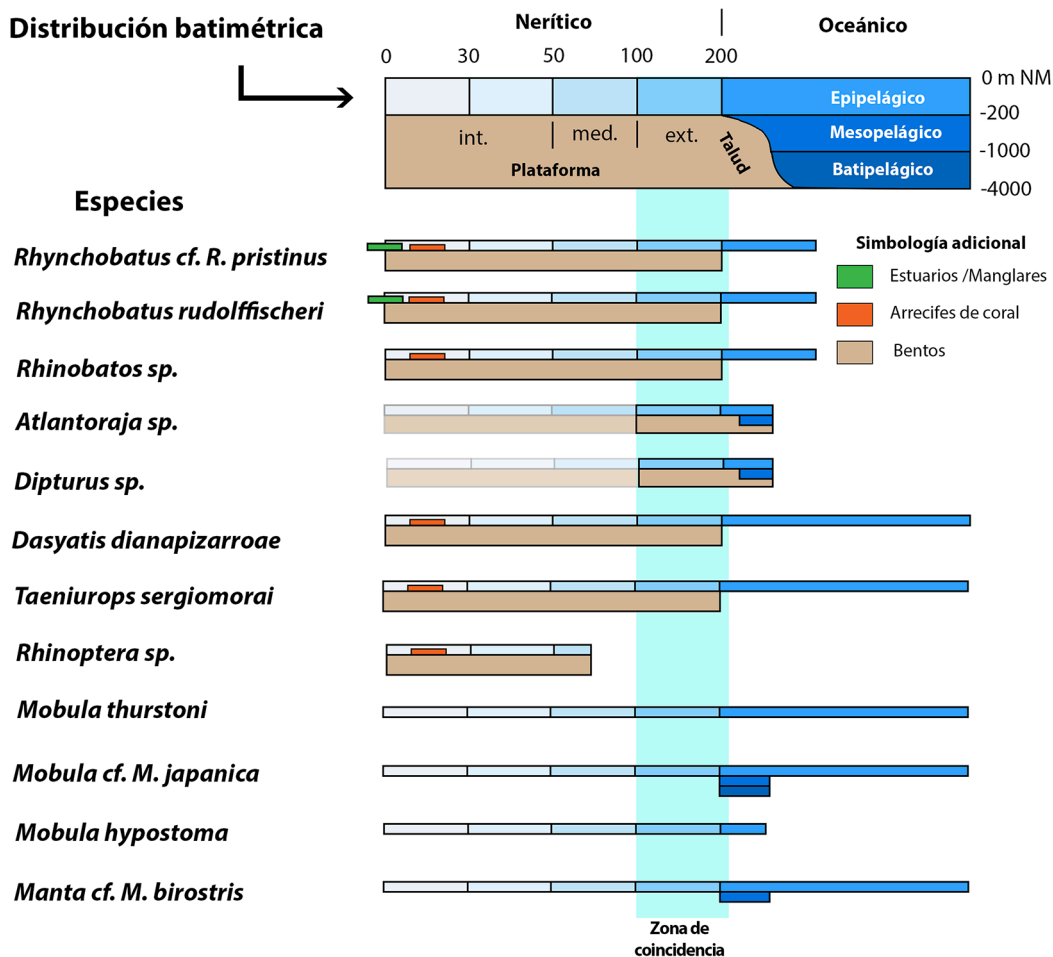 Distribución batimétrica
Nerítico
Oceánico
0 30 50 100 200
0 m NM
Epipelágico
-200
int. med. ext.
Talud
Mesopelágico
-1000
Plataforma
Batipelágico
-4000
Especies
Rhynchobatus cf. R. pristinus
Rhynchobatus rudolffischeri
Rhinobatos sp.
Atlantoraja sp.
Dipturus sp.
Dasyatis dianapizarroae
Taeniurops sergiomorai
Rhinoptera sp.
Mobula thurstoni
Mobula cf. M. japanica
Mobula hypostoma
Manta cf. M. birostris
Simbología adicional
Estuarios /Manglares
Arrecifes de coral
Bentos
Zona de
coincidencia